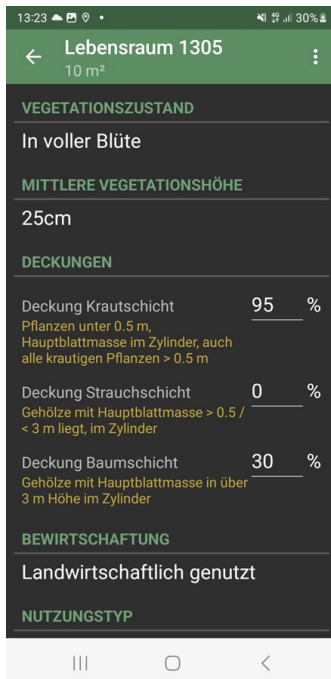 13:23
4G
30%
Lebensraum 1305
10 m²
VEGETATIONSZUSTAND
In voller Blüte
MITTLERE VEGETATIONSHÖHE
25cm
DECKUNGEN
Deckung Krautschicht 95 %
Pflanzen unter 0.5 m,
Hauptblattmasse im Zylinder, auch
alle krautigen Pflanzen > 0.5 m
Deckung Strauchschicht 0 %
Gehölze mit Hauptblattmasse > 0.5 /
< 3 m liegt, im Zylinder
Deckung Baumschicht 30 %
Gehölze mit Hauptblattmasse in über
3 m Höhe im Zylinder
BEWIRTSCHAFTUNG
Landwirtschaftlich genutzt
NUTZUNGSTYP